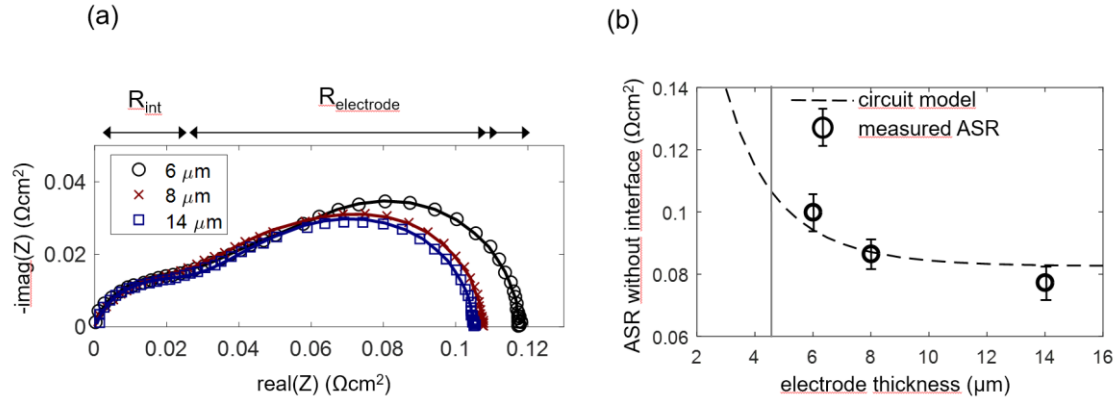 (a)
R_int
R_electrode
-imag(Z) (Ωcm²)
0.04
0.02
0
6 μm
8 μm
14 μm
0 0.02 0.04 0.06 0.08 0.1 0.12
real(Z) (Ωcm²)
(b)
ASR without interface (Ωcm²)
0.14
0.12
0.1
0.08
0.06
circuit model
measured ASR
2 4 6 8 10 12 14 16
electrode thickness (μm)